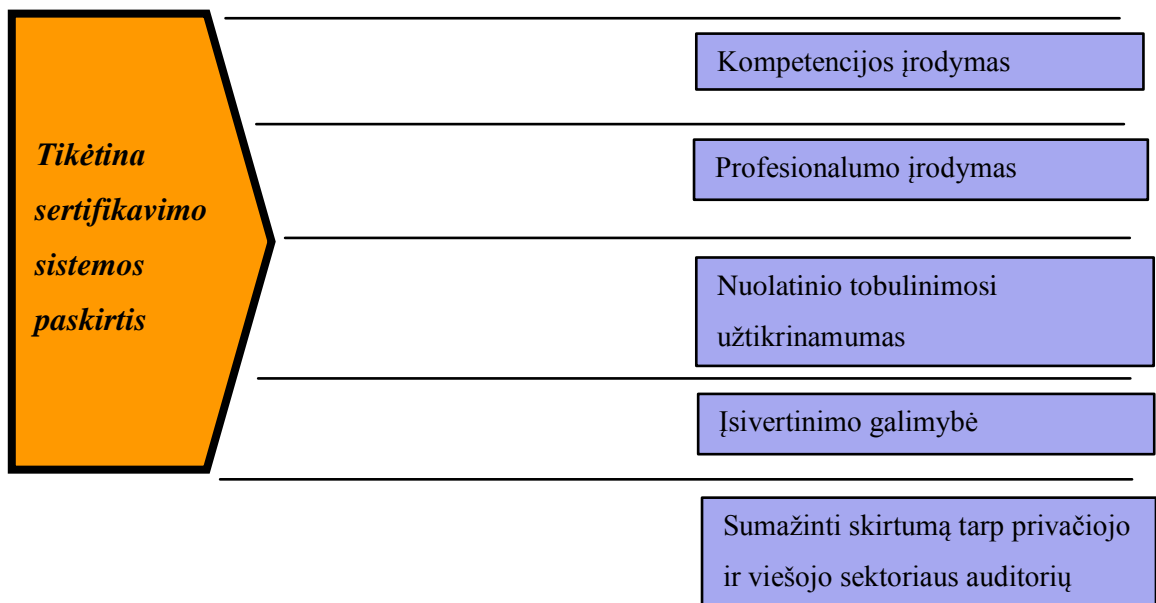 Tikėtina
sertifikavimo
sistemos
paskirtis
Kompetencijos įrodymas
Profesionalumo įrodymas
Nuolatinio tobulinimosi
užtikrinamumas
Įsivertinimo galimybė
Sumažinti skirtumą tarp privačiojo
ir viešojo sektoriaus auditorių